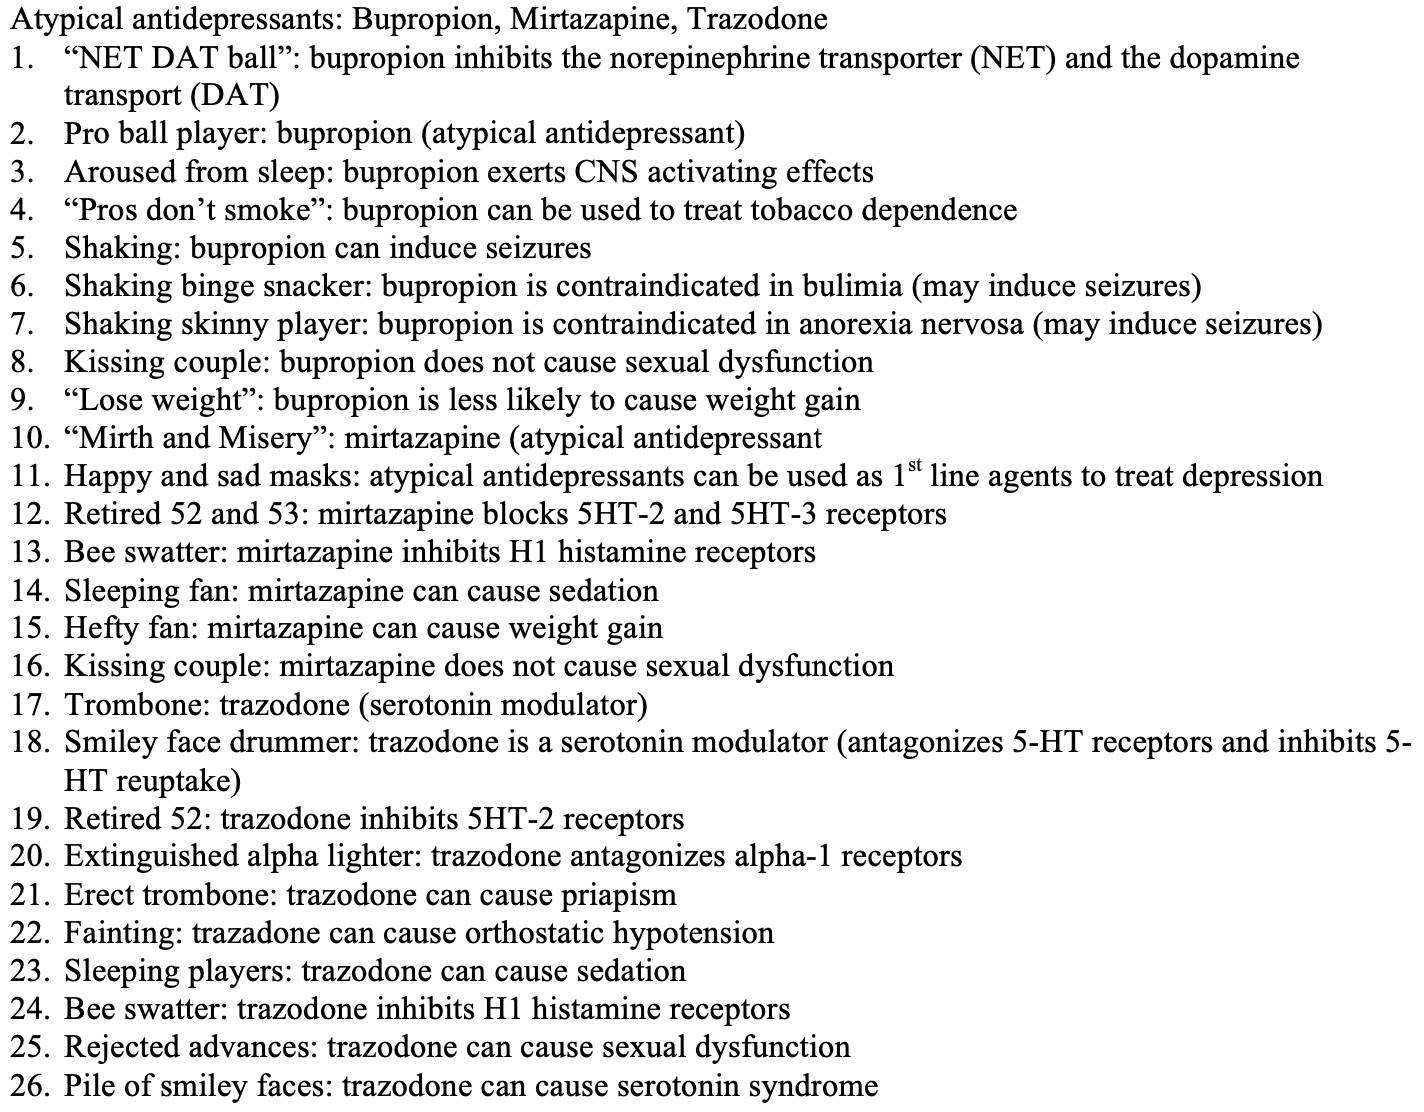 Atypical antidepressants: Bupropion, Mirtazapine, Trazodone
1. “NET DAT ball”: bupropion inhibits the norepinephrine transporter (NET) and the dopamine
transport (DAT)
2. Pro ball player: bupropion (atypical antidepressant)
3. Aroused from sleep: bupropion exerts CNS activating effects
4. “Pros don’t smoke”: bupropion can be used to treat tobacco dependence
5. Shaking: bupropion can induce seizures
6. Shaking binge snacker: bupropion is contraindicated in bulimia (may induce seizures)
7. Shaking skinny player: bupropion is contraindicated in anorexia nervosa (may induce seizures)
8. Kissing couple: bupropion does not cause sexual dysfunction
9. “Lose weight”: bupropion is less likely to cause weight gain
10. “Mirth and Misery”: mirtazapine (atypical antidepressant
11. Happy and sad masks: atypical antidepressants can be used as 1st line agents to treat depression
12. Retired 52 and 53: mirtazapine blocks 5HT-2 and 5HT-3 receptors
13. Bee swatter: mirtazapine inhibits H1 histamine receptors
14. Sleeping fan: mirtazapine can cause sedation
15. Hefty fan: mirtazapine can cause weight gain
16. Kissing couple: mirtazapine does not cause sexual dysfunction
17. Trombone: trazodone (serotonin modulator)
18. Smiley face drummer: trazodone is a serotonin modulator (antagonizes 5-HT receptors and inhibits 5-
HT reuptake)
19. Retired 52: trazodone inhibits 5HT-2 receptors
20. Extinguished alpha lighter: trazodone antagonizes alpha-1 receptors
21. Erect trombone: trazodone can cause priapism
22. Fainting: trazadone can cause orthostatic hypotension
23. Sleeping players: trazodone can cause sedation
24. Bee swatter: trazodone inhibits H1 histamine receptors
25. Rejected advances: trazodone can cause sexual dysfunction
26. Pile of smiley faces: trazodone can cause serotonin syndrome